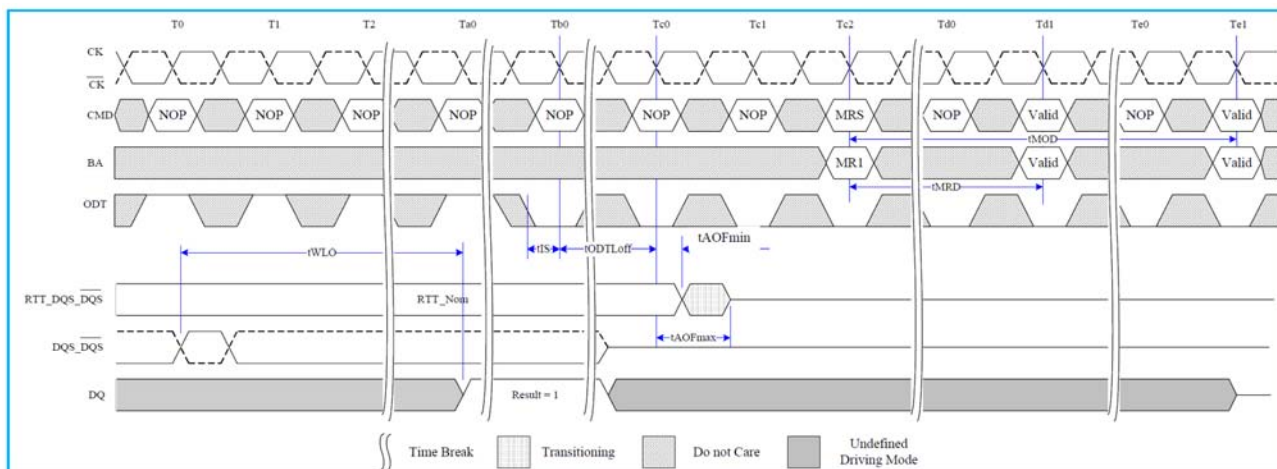 T0 T1 T2 Ta0 Tb0 Tc0 Tc1 Tc2 Td0 Td1 Te0 Te1
CK
CK
CMD NOP NOP NOP NOP NOP NOP NOP MRS NOP Valid NOP Valid
tMOD
BA MR1 Valid Valid
tMRD
ODT
tAOFmin
tWLO tIS tODTLoff
RTT_DQS_DQS RTT_Nom
tAOFmax
DQS_DQS
DQ Result = 1
Time Break Transitioning Do not Care Undefined
Driving Mode